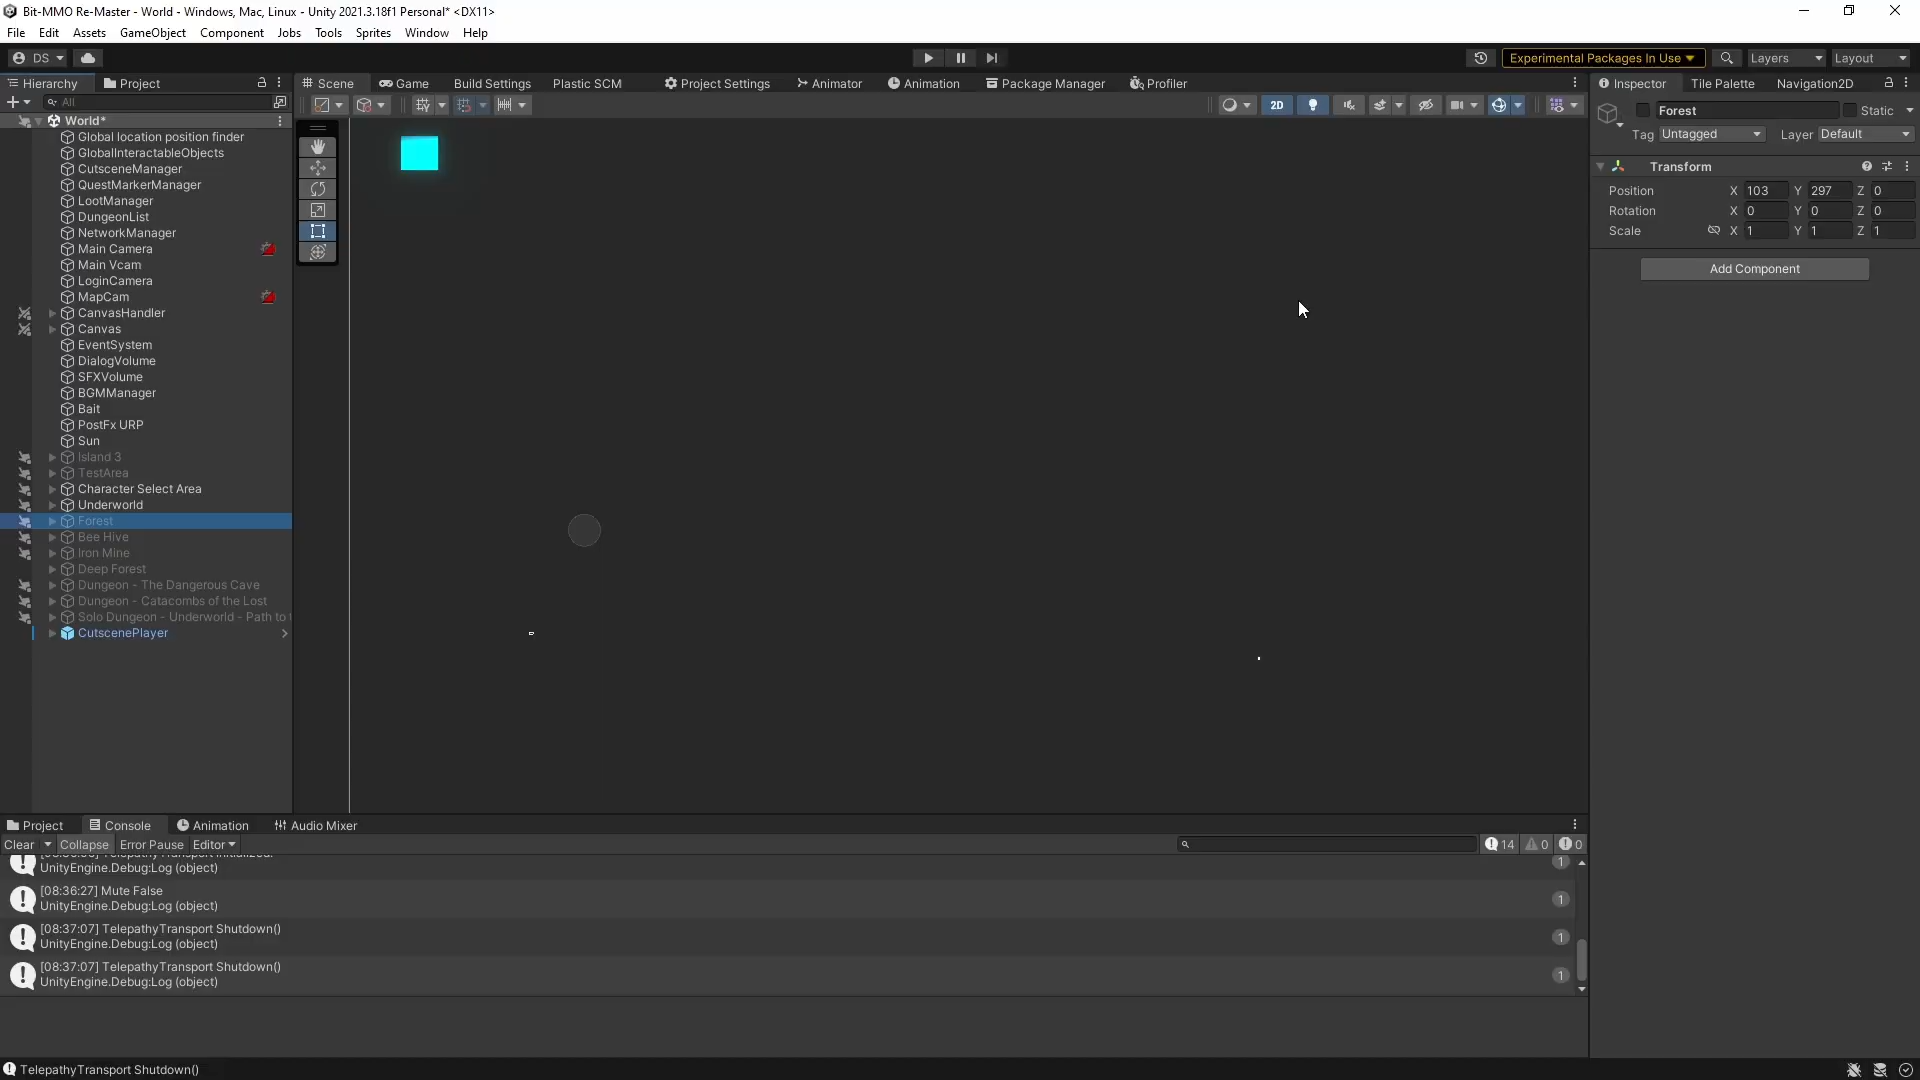 Bit-MMO Re-Master - World - Windows, Mac, Linux - Unity 2021.3.18f1 Personal* <DX11>
File Edit Assets GameObject Component Jobs Tools Sprites Window Help
DS
Experimental Packages In Use
Layers
Layout
Hierarchy
Project
Scene
Game
Build Settings
Plastic SCM
Project Settings
Animator
Animation
Package Manager
Profiler
Inspector
Tile Palette
Navigation2D
All
2D
World*
Global location position finder
GlobalInteractableObjects
CutsceneManager
QuestMarkerManager
LootManager
DungeonList
NetworkManager
Main Camera
Main Vcam
LoginCamera
MapCam
CanvasHandler
Canvas
EventSystem
DialogVolume
SFXVolume
BGMManager
Bait
PostFx URP
Sun
Island 3
TestArea
Character Select Area
Underworld
Forest
Bee Hive
Iron Mine
Deep Forest
Dungeon - The Dangerous Cave
Dungeon - Catacombs of the Lost
Solo Dungeon - Underworld - Path to
CutscenePlayer
Forest
Static
Tag Untagged
Layer Default
Transform
Position X 103 Y 297 Z 0
Rotation X 0 Y 0 Z 0
Scale X 1 Y 1 Z 1
Add Component
Project
Console
Animation
Audio Mixer
Clear
Collapse
Error Pause
Editor
14
0
0
UnityEngine.Debug:Log (object)
1
[08:36:27] Mute False
UnityEngine.Debug:Log (object)
1
[08:37:07] TelepathyTransport Shutdown()
UnityEngine.Debug:Log (object)
1
[08:37:07] TelepathyTransport Shutdown()
UnityEngine.Debug:Log (object)
1
TelepathyTransport Shutdown()